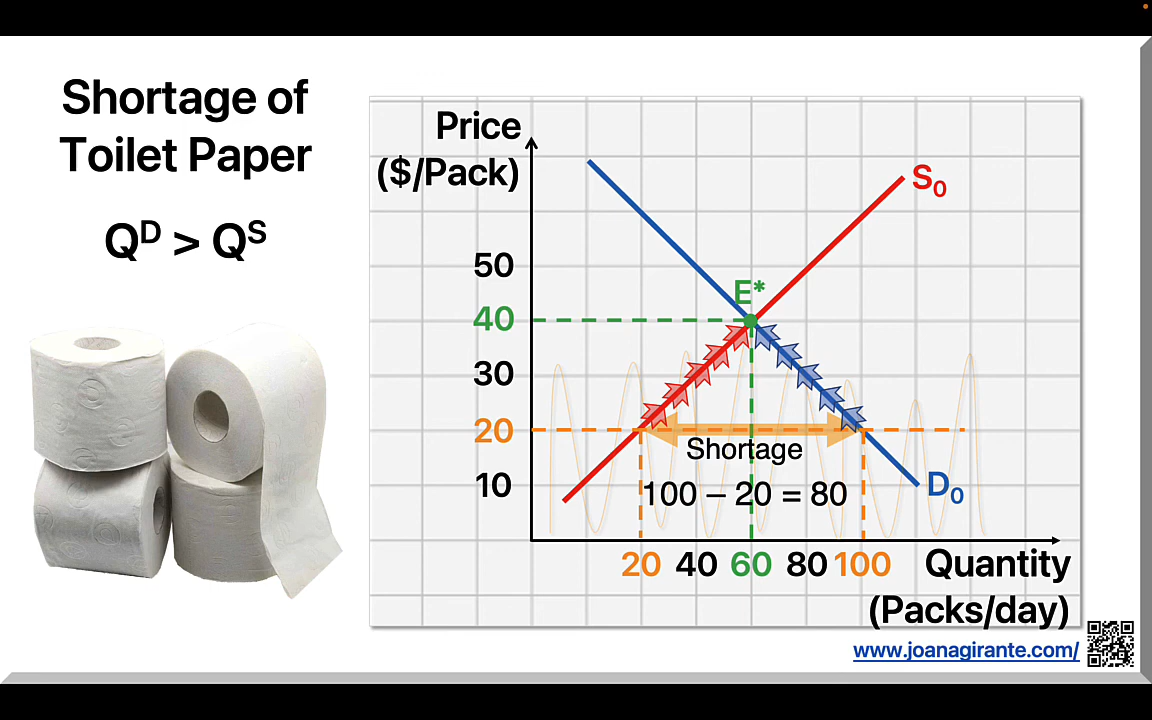 Shortage of
Toilet Paper
Qᴰ > Qˢ
Price
($/Pack)
S₀
50
E*
40
30
20
Shortage
10
100 – 20 = 80
D₀
20 40 60 80 100 Quantity
(Packs/day)
www.joanagirante.com/